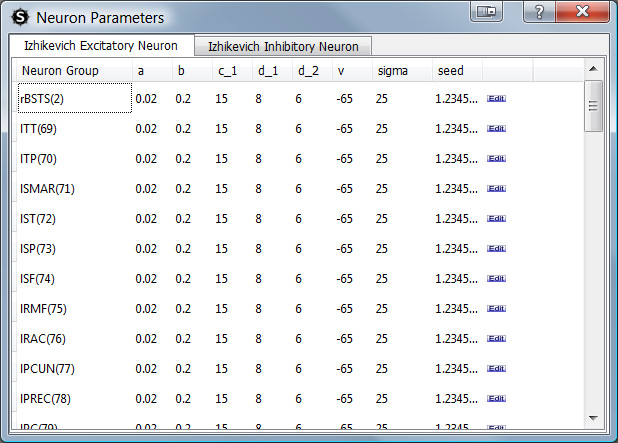 S Neuron Parameters
Izhikevich Excitatory Neuron Izhikevich Inhibitory Neuron
Neuron Group a b c_1 d_1 d_2 v sigma seed
rBSTS(2) 0.02 0.2 15 8 6 -65 25 1.2345... Edit
ITT(69) 0.02 0.2 15 8 6 -65 25 1.2345... Edit
ITP(70) 0.02 0.2 15 8 6 -65 25 1.2345... Edit
ISMAR(71) 0.02 0.2 15 8 6 -65 25 1.2345... Edit
IST(72) 0.02 0.2 15 8 6 -65 25 1.2345... Edit
ISP(73) 0.02 0.2 15 8 6 -65 25 1.2345... Edit
ISF(74) 0.02 0.2 15 8 6 -65 25 1.2345... Edit
IRMF(75) 0.02 0.2 15 8 6 -65 25 1.2345... Edit
IRAC(76) 0.02 0.2 15 8 6 -65 25 1.2345... Edit
IPCUN(77) 0.02 0.2 15 8 6 -65 25 1.2345... Edit
IPREC(78) 0.02 0.2 15 8 6 -65 25 1.2345... Edit
IPC(79) 0.02 0.2 15 8 6 -65 25 1.2345... Edit